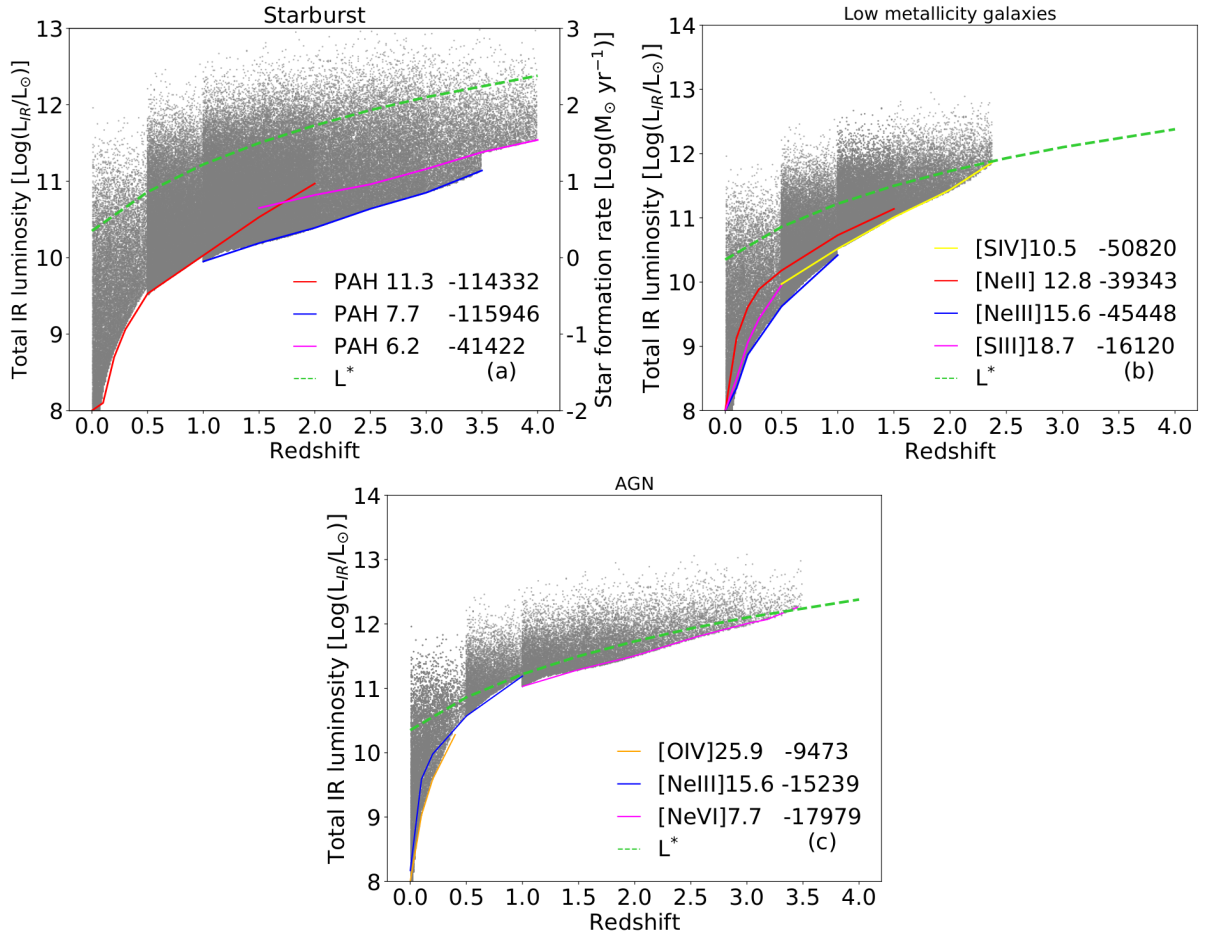 Starburst
Total IR luminosity [Log(L_IR/L_⊙)]
13
12
11
10
9
8
3
2
1
0
-1
-2
Star formation rate [Log(M_⊙ yr^−1)]
PAH 11.3 -114332
PAH 7.7 -115946
PAH 6.2 -41422
L*
(a)
0.0 0.5 1.0 1.5 2.0 2.5 3.0 3.5 4.0
Redshift
Low metallicity galaxies
Total IR luminosity [Log(L_IR/L_⊙)]
14
13
12
11
10
9
8
[SIV]10.5 -50820
[NeII] 12.8 -39343
[NeIII]15.6 -45448
[SIII]18.7 -16120
L*
(b)
0.0 0.5 1.0 1.5 2.0 2.5 3.0 3.5 4.0
Redshift
AGN
Total IR luminosity [Log(L_IR/L_⊙)]
14
13
12
11
10
9
8
[OIV]25.9 -9473
[NeIII]15.6 -15239
[NeVI]7.7 -17979
L*
(c)
0.0 0.5 1.0 1.5 2.0 2.5 3.0 3.5 4.0
Redshift